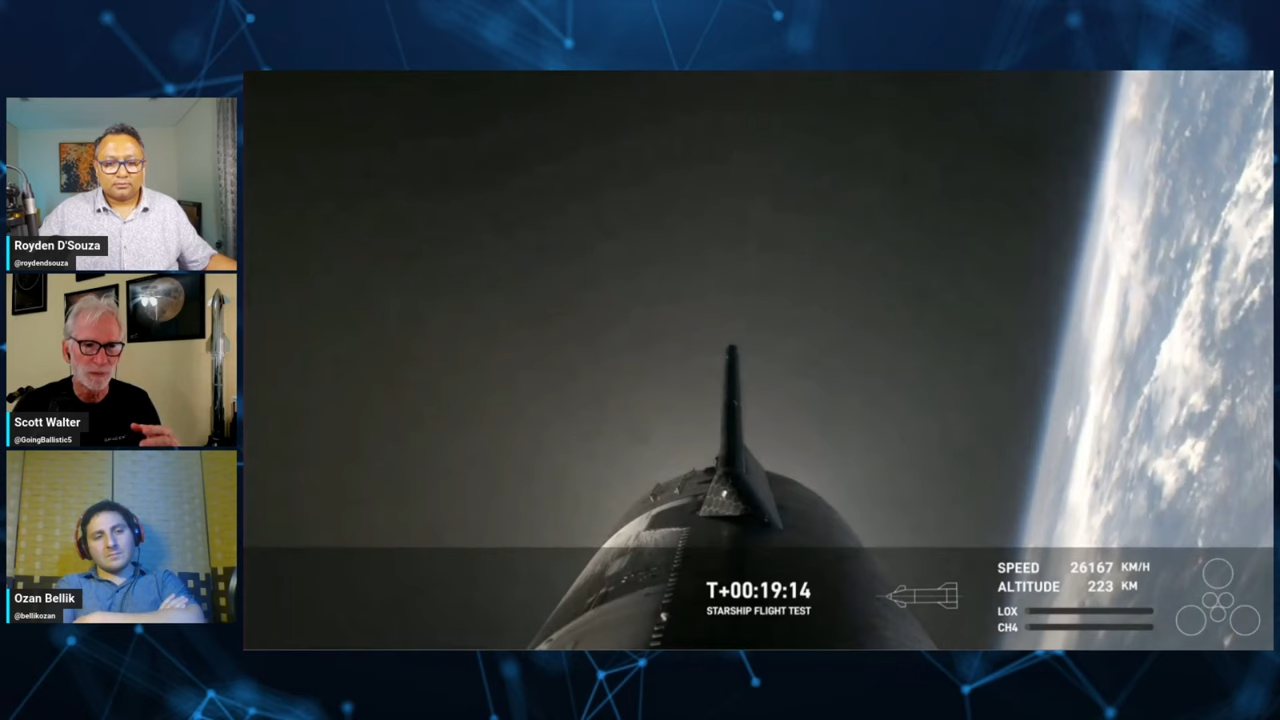 Royden D'Souza
@roydendsouza
Scott Walter
@GoingBallistic5
Ozan Bellik
@bellikozan
T+00:19:14
STARSHIP FLIGHT TEST
SPEED 26167 KM/H
ALTITUDE 223 KM
LOX
CH4